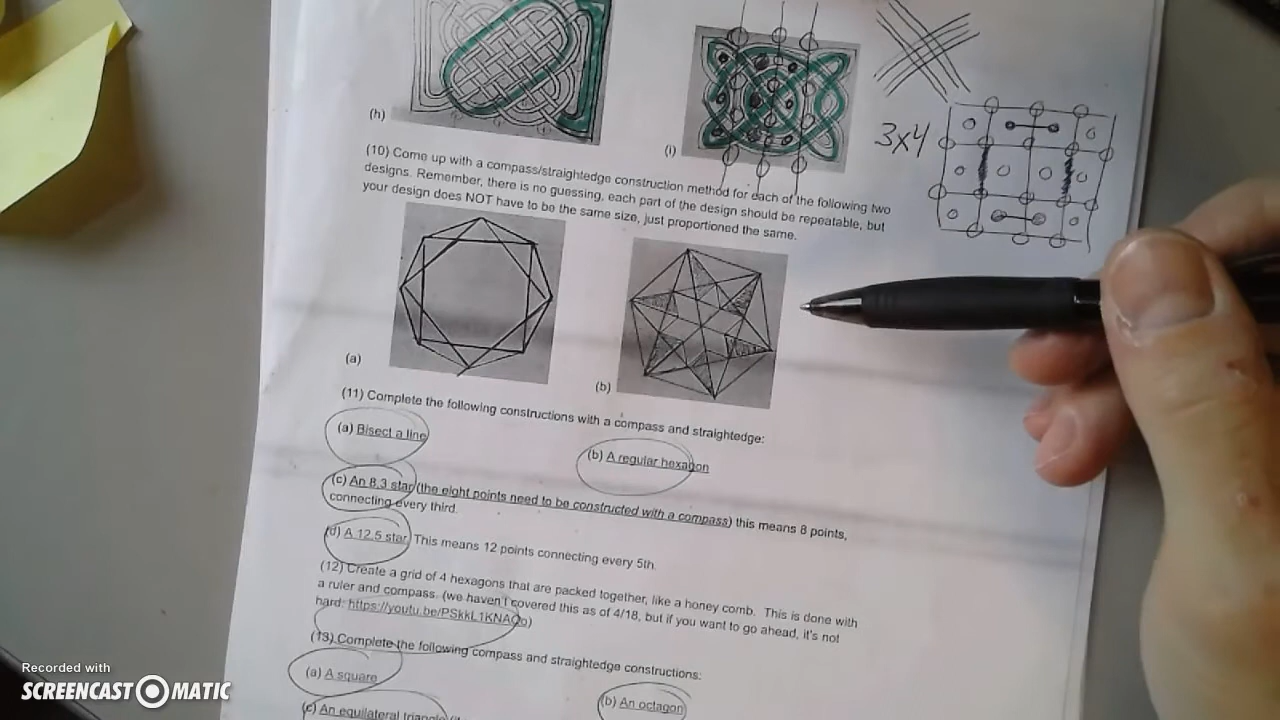 (h)
(i)
3x4
(10) Come up with a compass/straightedge construction method for each of the following two
designs. Remember, there is no guessing, each part of the design should be repeatable, but
your design does NOT have to be the same size, just proportioned the same.
(a)
(b)
(11) Complete the following constructions with a compass and straightedge:
(a) Bisect a line
(b) A regular hexagon
(c) An 8,3 star (the eight points need to be constructed with a compass) this means 8 points,
connecting every third.
(d) A 12,5 star. This means 12 points connecting every 5th.
(12) Create a grid of 4 hexagons that are packed together, like a honey comb. This is done with
a ruler and compass. (we haven't covered this as of 4/18, but if you want to go ahead, it's not
hard: https://youtu.be/
(13) Complete the following compass and straightedge constructions:
(a) A square
(b) An octagon
(c) An equilateral triangle
Recorded with
SCREENCAST MATIC